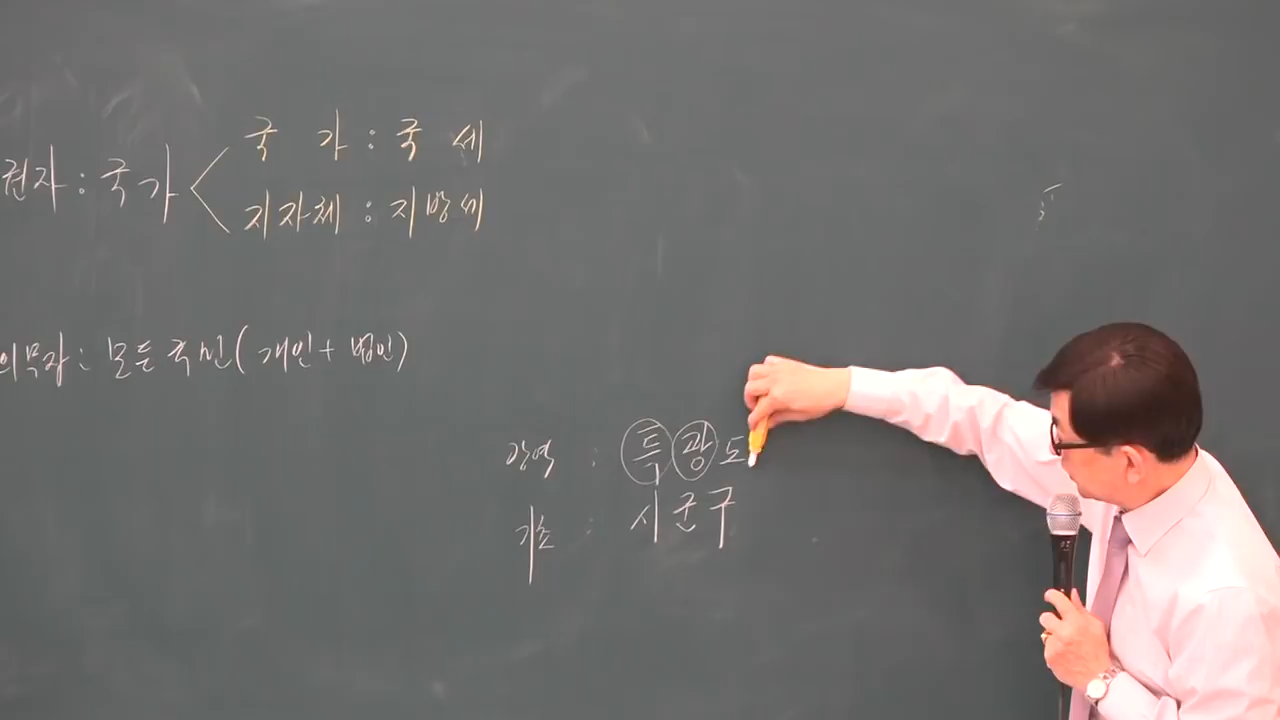 권자 : 국가
국 가 : 국 세
지자체 : 지방세
의무자 : 모든 국민 (개인 + 법인)
광역 : 특 광 도
기초 : 시 군 구